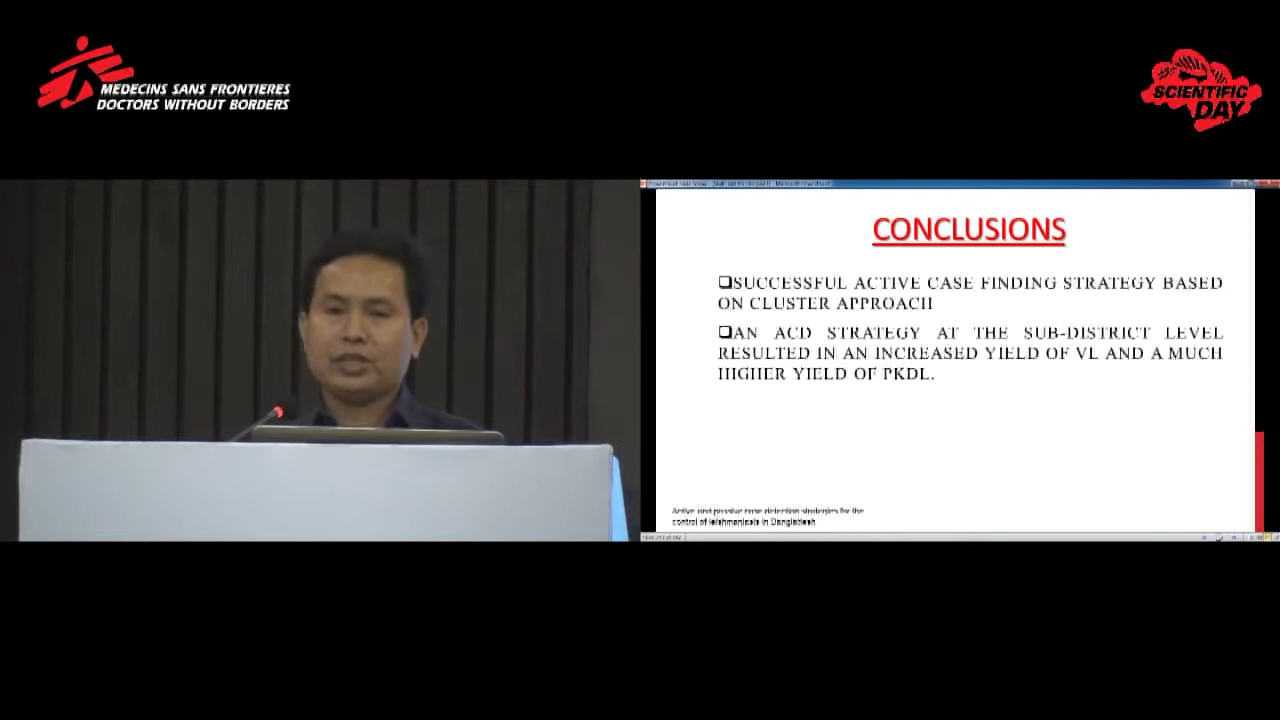 MEDECINS SANS FRONTIERES
DOCTORS WITHOUT BORDERS
SCIENTIFIC
DAY
CONCLUSIONS
❑SUCCESSFUL ACTIVE CASE FINDING STRATEGY BASED
ON CLUSTER APPROACH
❑AN ACD STRATEGY AT THE SUB-DISTRICT LEVEL
RESULTED IN AN INCREASED YIELD OF VL AND A MUCH
HIGHER YIELD OF PKDL.
Active and passive case detection strategies for the
control of leishmaniasis in Bangladesh